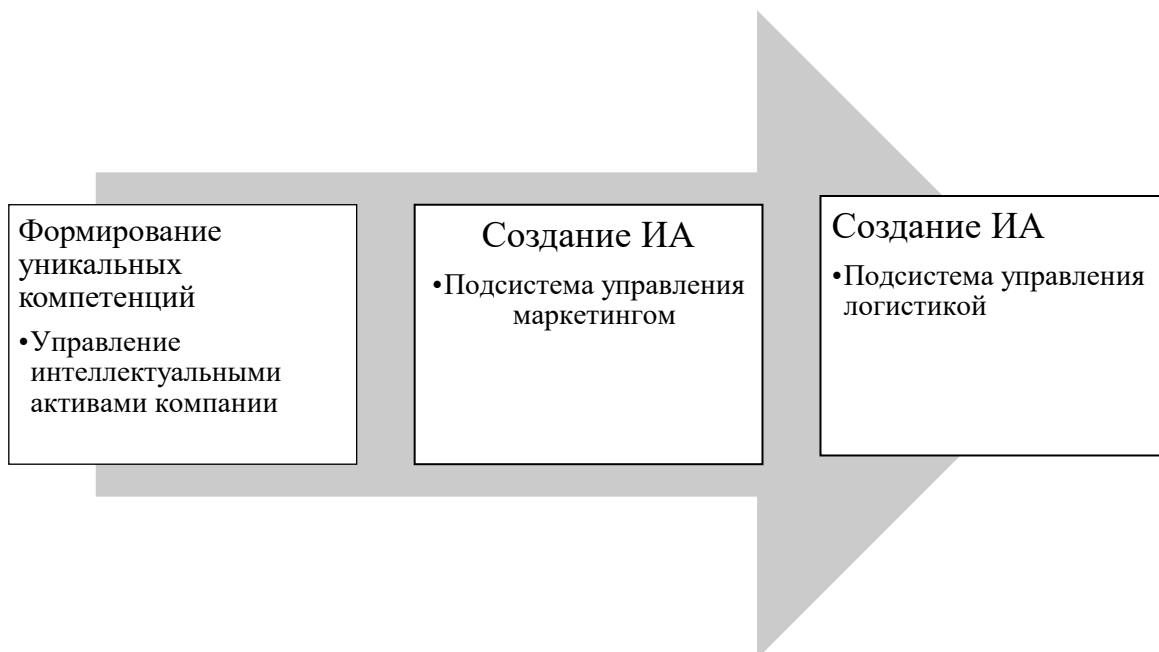 Формирование
уникальных
компетенций
•Управление
интеллектуальными
активами компании
Создание ИА
•Подсистема управления
маркетингом
Создание ИА
•Подсистема управления
логистикой